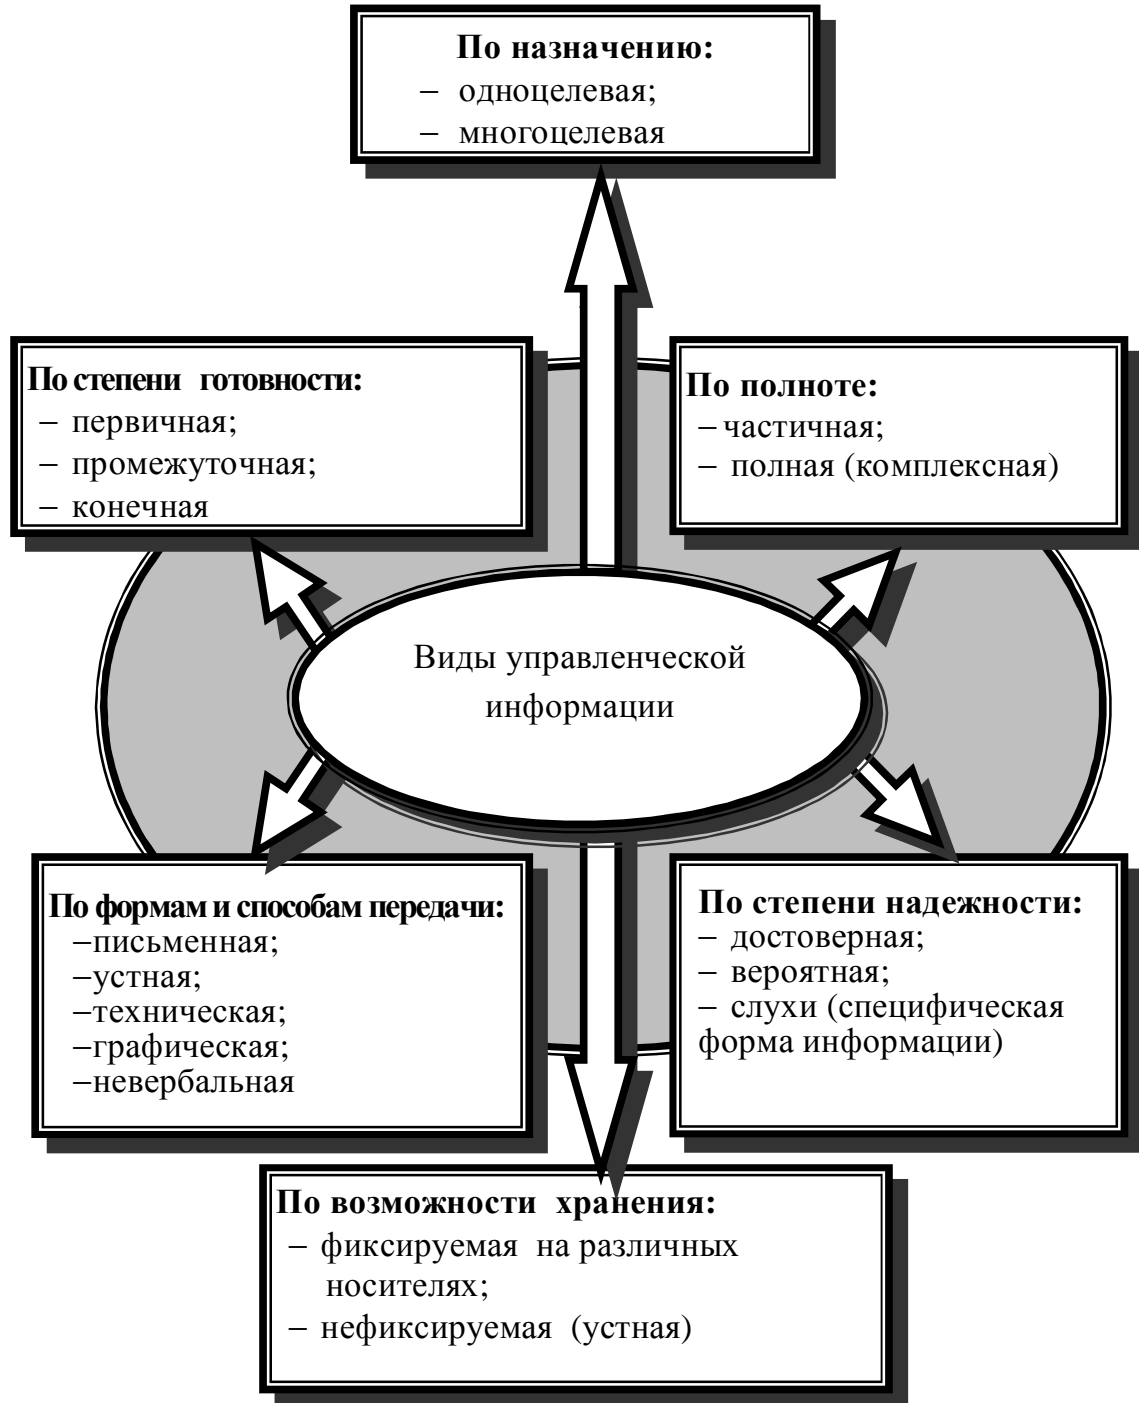 По назначению:
– одноцелевая;
– многоцелевая
По степени готовности:
– первичная;
– промежуточная;
– конечная
По полноте:
– частичная;
– полная (комплексная)
Виды управленческой
информации
По формам и способам передачи:
–письменная;
–устная;
–техническая;
–графическая;
–невербальная
По степени надежности:
– достоверная;
– вероятная;
– слухи (специфическая
форма информации)
По возможности хранения:
– фиксируемая на различных
носителях;
– нефиксируемая (устная)